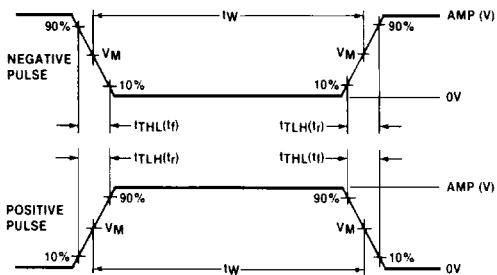 90% tW 90% AMP (V)
NEGATIVE
PULSE
VM VM
10% 10%
0V
tTHL(tf) tTLH(tr)
tTLH(tr) tTHL(tf)
AMP (V)
90% 90%
POSITIVE
PULSE
VM VM
10% tW 10%
0V